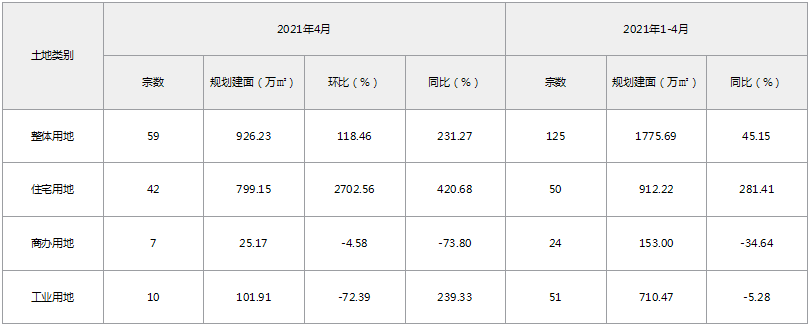 土地类别 2021年4月 2021年1-4月
宗数 规划建面（万㎡） 环比（%） 同比（%） 宗数 规划建面（万㎡） 同比（%）
整体用地 59 926.23 118.46 231.27 125 1775.69 45.15
住宅用地 42 799.15 2702.56 420.68 50 912.22 281.41
商办用地 7 25.17 -4.58 -73.80 24 153.00 -34.64
工业用地 10 101.91 -72.39 239.33 51 710.47 -5.28